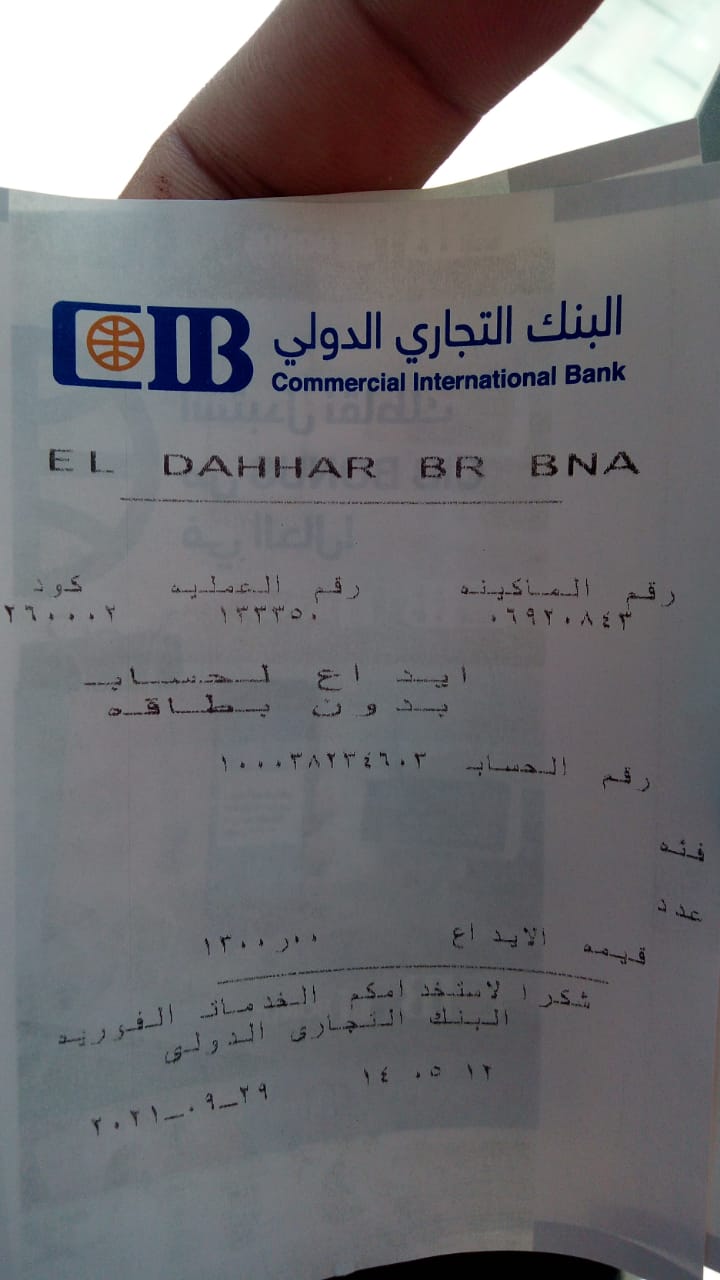 البنك التجاري الدولي
CIB
Commercial International Bank
EL DAHHAR BR BNA
رقم الماكينه رقم العمليه كود
٠٦٩٢٠٨٤٣ ١٣٣٣٥٠ ٢٦٠٠٠٢
ايداع لحساب
بدون بطاقه
رقم الحساب ١٠٠٠٣٨٢٣٤٦٠٣
فئه
عدد
قيمه الايداع ١٣٠٠ر٠٠
شكرا لاستخدامكم الخدمات الفوريه
البنك التجارى الدولى
١٤ ٠٥ ١٢
٢٠٢١_٠٩_٢٩